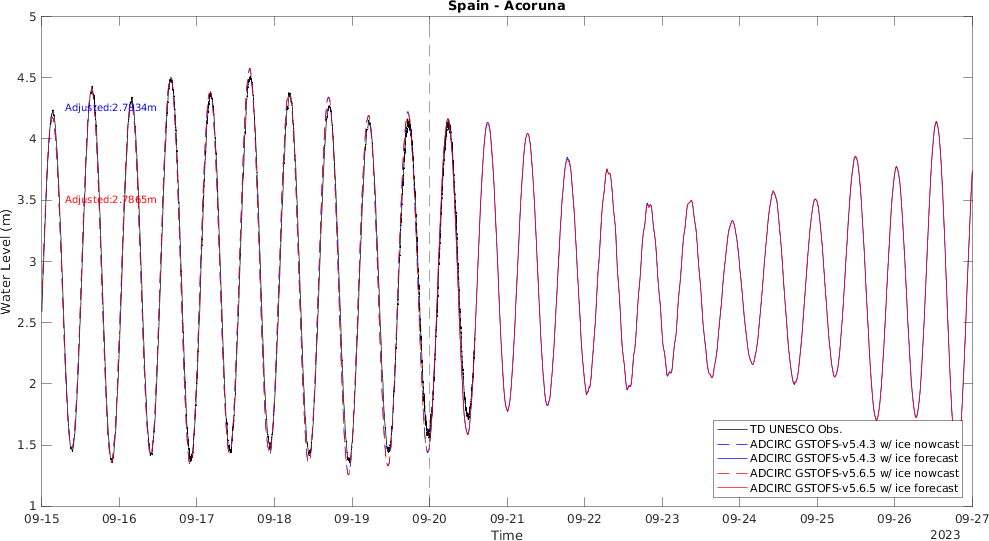 Spain - Acoruna
5
4.5
4
3.5
3
2.5
2
1.5
1
Water Level (m)
Adjusted:2.7934m
Adjusted:2.7865m
TD UNESCO Obs.
ADCIRC GSTOFS-v5.4.3 w/ ice nowcast
ADCIRC GSTOFS-v5.4.3 w/ ice forecast
ADCIRC GSTOFS-v5.6.5 w/ ice nowcast
ADCIRC GSTOFS-v5.6.5 w/ ice forecast
09-15 09-16 09-17 09-18 09-19 09-20 09-21 09-22 09-23 09-24 09-25 09-26 09-27
Time
2023